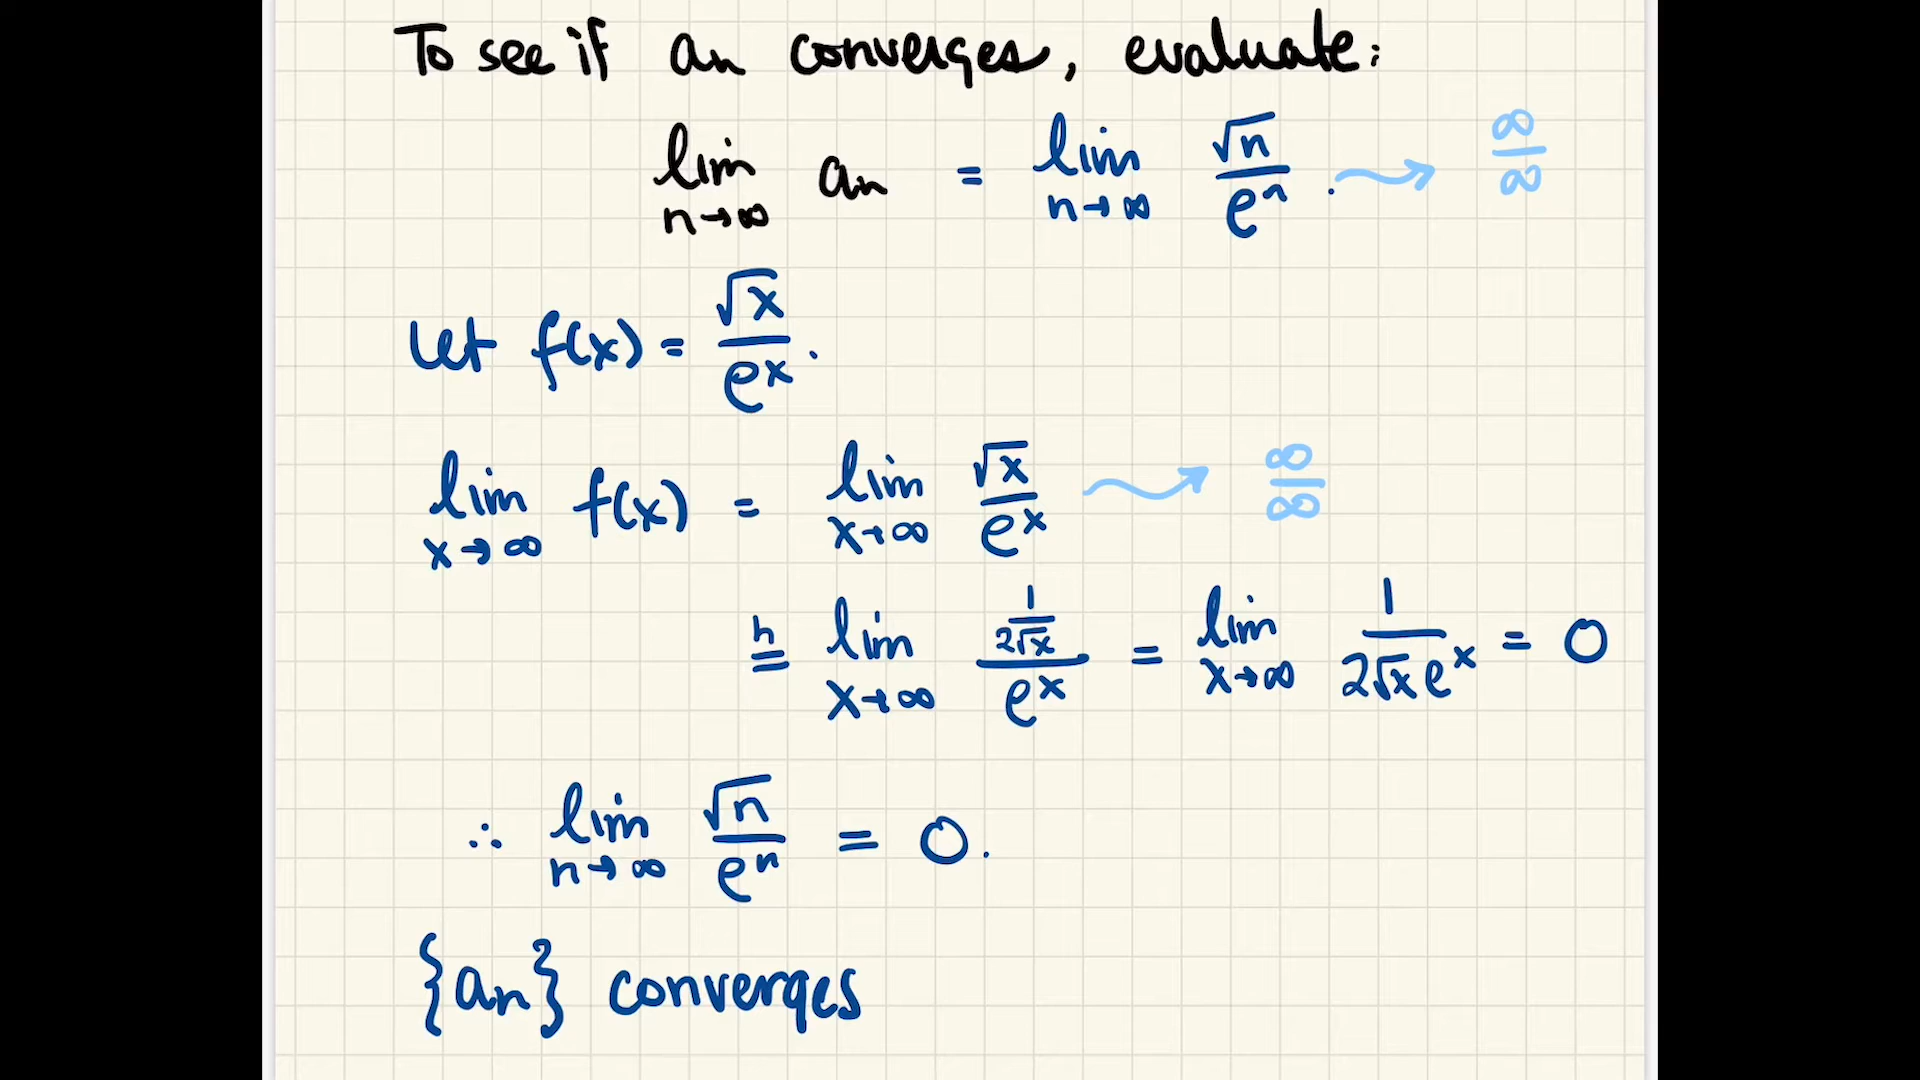 To see if an converges, evaluate:
lim n→∞ an = lim n→∞ √n/e^n. ⇝ ∞/∞
Let f(x) = √x/e^x.
lim x→∞ f(x) = lim x→∞ √x/e^x ⇝ ∞/∞
h= lim x→∞ (1/(2√x))/e^x = lim x→∞ 1/(2√x e^x) = 0
∴ lim n→∞ √n/e^n = 0.
{an} converges